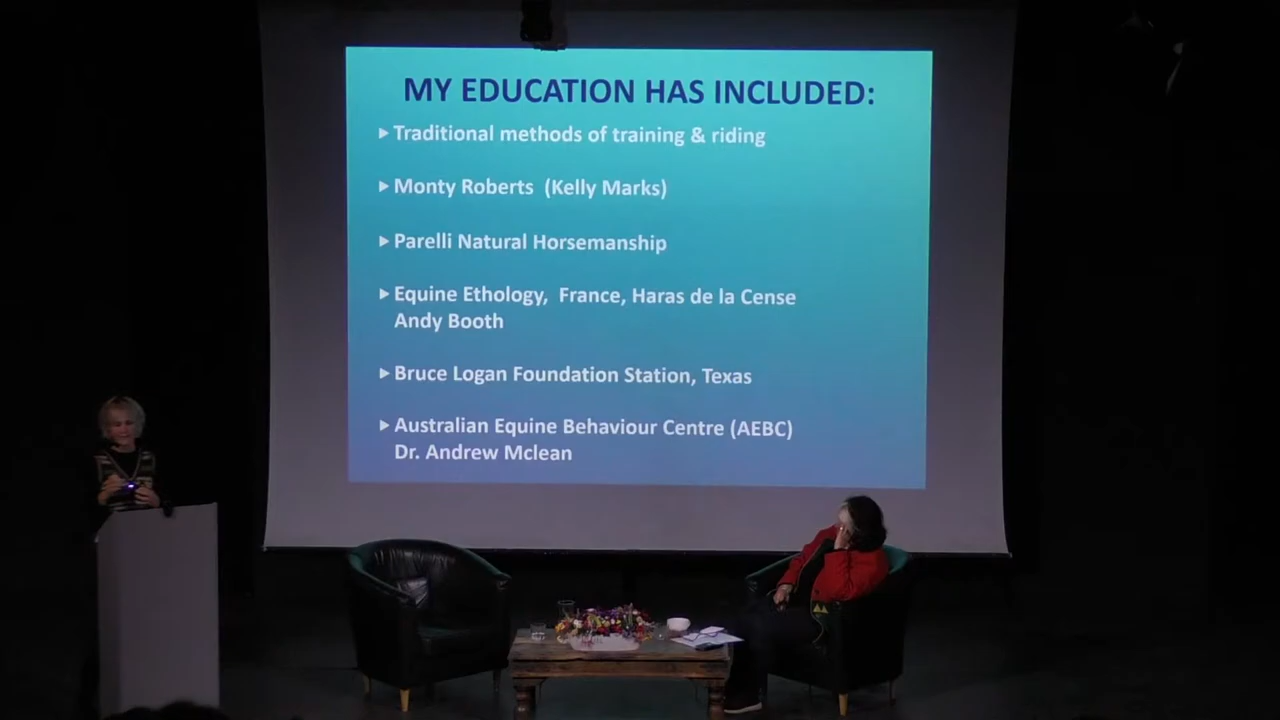 MY EDUCATION HAS INCLUDED:
Traditional methods of training & riding
Monty Roberts (Kelly Marks)
Parelli Natural Horsemanship
Equine Ethology, France, Haras de la Cense
Andy Booth
Bruce Logan Foundation Station, Texas
Australian Equine Behaviour Centre (AEBC)
Dr. Andrew Mclean